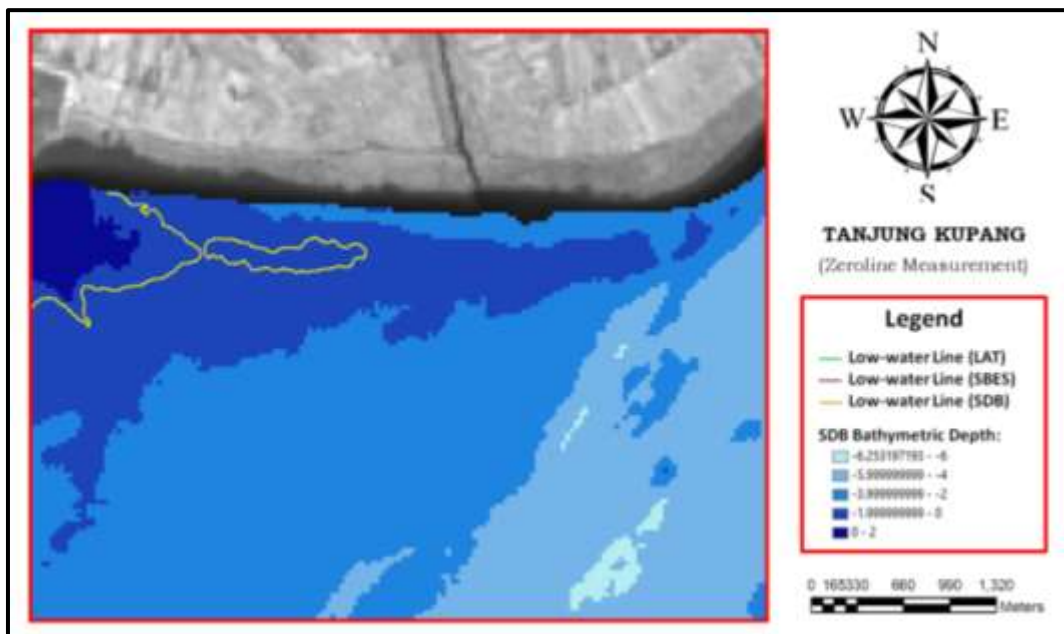 N
W E
S
TANJUNG KUPANG
(Zeroline Measurement)
Legend
Low-water Line (LAT)
Low-water Line (SBES)
Low-water Line (SDB)
SDB Bathymetric Depth:
-6.253197193 - -6
-5.999999999 - -4
-3.999999999 - -2
-1.999999999 - 0
0 - 2
0 165330 660 990 1,320
Meters